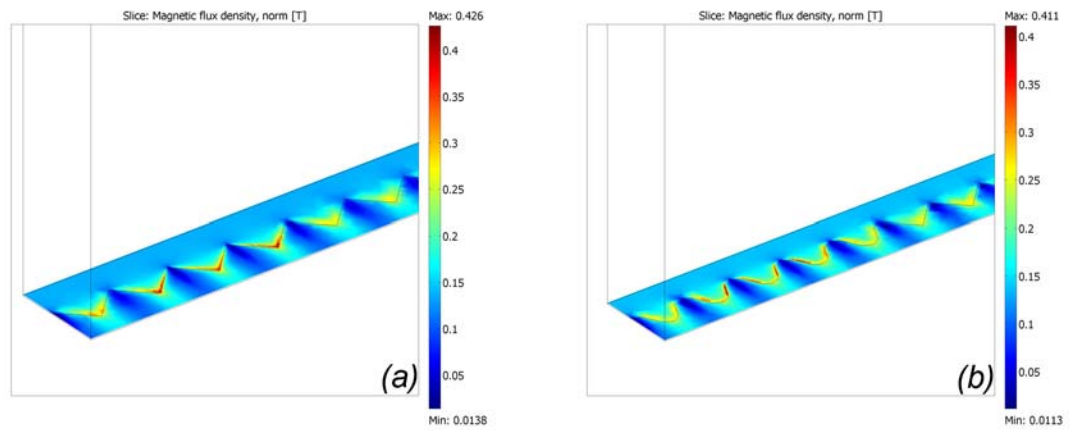 Slice: Magnetic flux density, norm [T]
Max: 0.426
0.4
0.35
0.3
0.25
0.2
0.15
0.1
0.05
Min: 0.0138
(a)
Slice: Magnetic flux density, norm [T]
Max: 0.411
0.4
0.35
0.3
0.25
0.2
0.15
0.1
0.05
Min: 0.0113
(b)